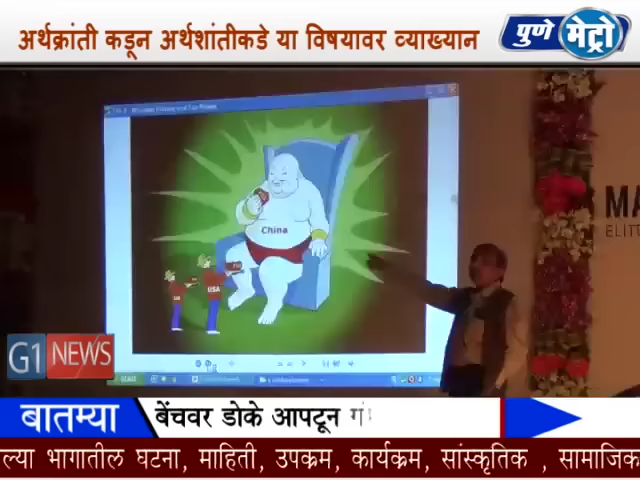 अर्थक्रांती कडून अर्थशांतीकडे या विषयावर व्याख्यान
पुणे मेट्रो
China
USA
MA
ELIT
G1 NEWS
बातम्या
बेंचवर डोके आपटून
ल्या भागातील घटना, माहिती, उपक्रम, कार्यक्रम, सांस्कृतिक , सामाजिक